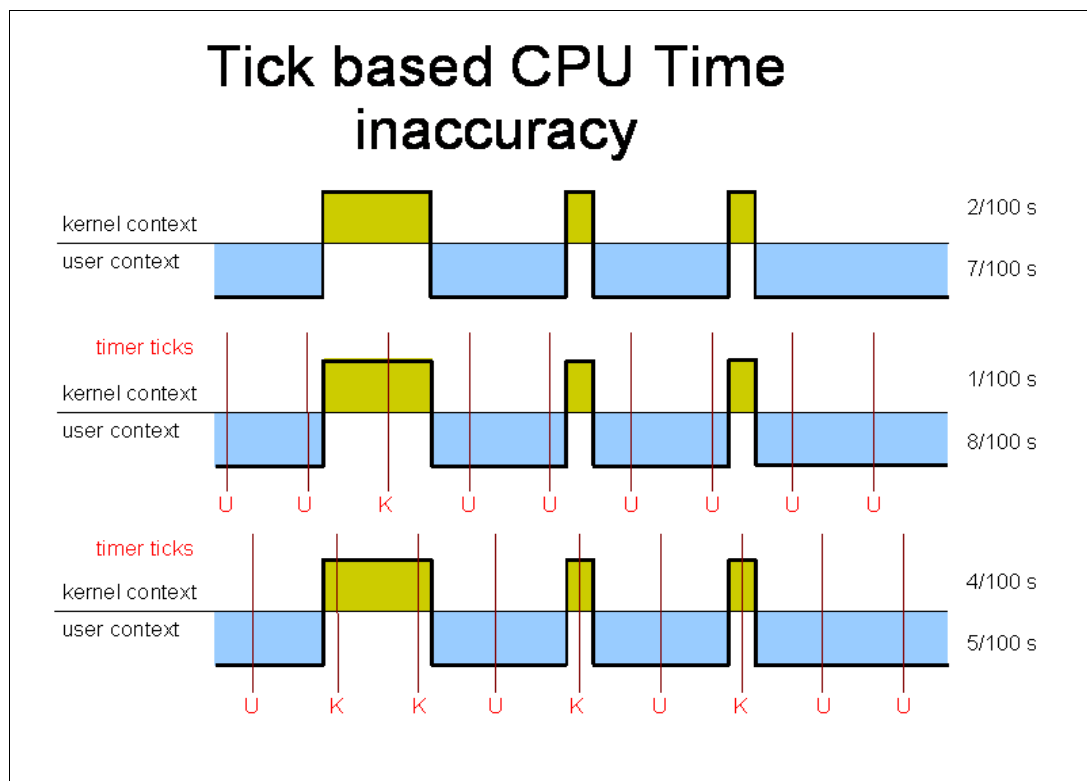 Tick based CPU Time
inaccuracy
kernel context
2/100 s
user context
7/100 s
timer ticks
kernel context
1/100 s
user context
8/100 s
U U K U U U U U U
timer ticks
kernel context
4/100 s
user context
5/100 s
U K K U K U K U U